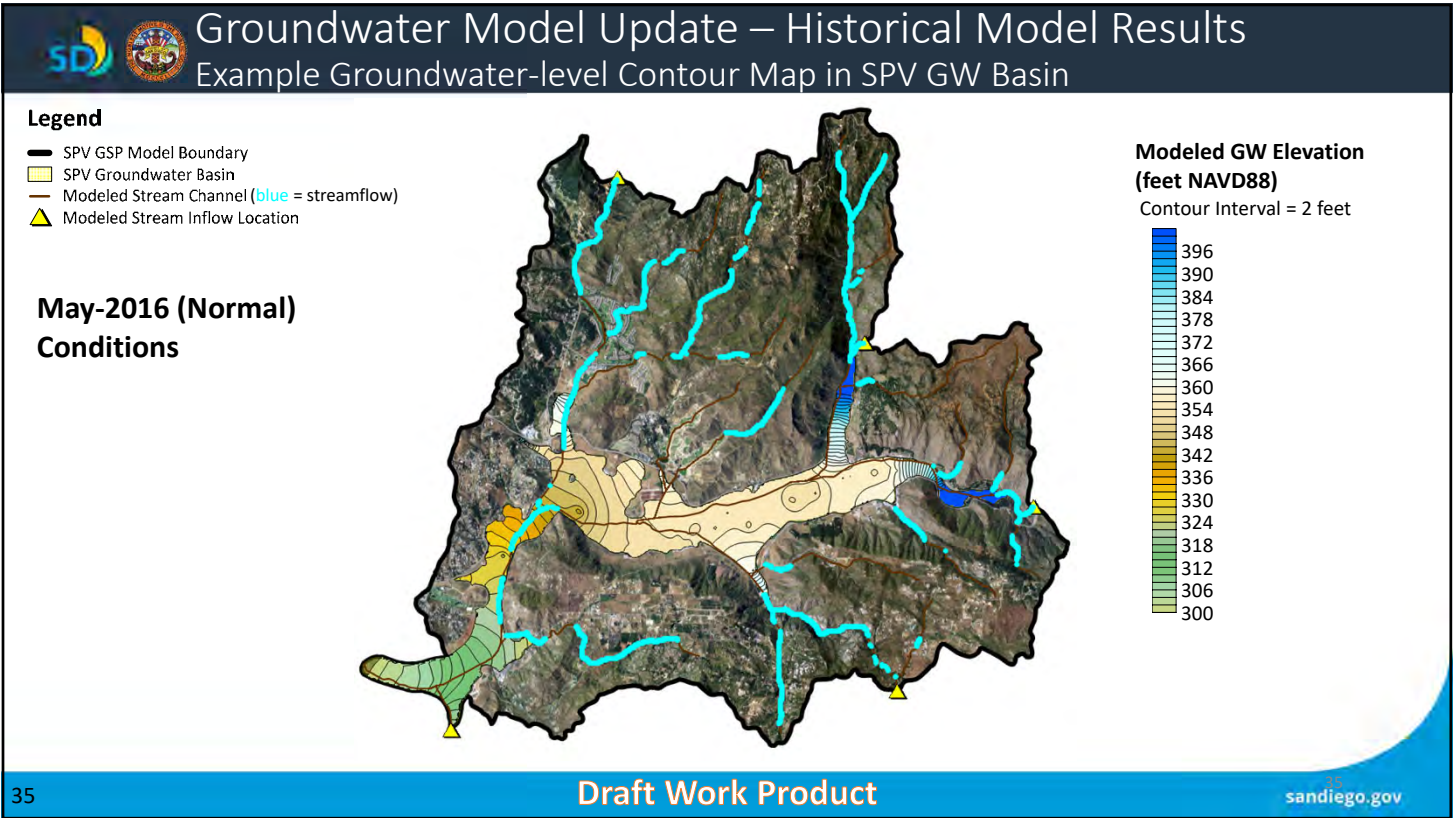 SD
Groundwater Model Update – Historical Model Results
Example Groundwater-level Contour Map in SPV GW Basin
Legend
SPV GSP Model Boundary
SPV Groundwater Basin
Modeled Stream Channel (blue = streamflow)
Modeled Stream Inflow Location
May-2016 (Normal)
Conditions
Modeled GW Elevation
(feet NAVD88)
Contour Interval = 2 feet
396
390
384
378
372
366
360
354
348
342
336
330
324
318
312
306
300
35
Draft Work Product
35
sandiego.gov